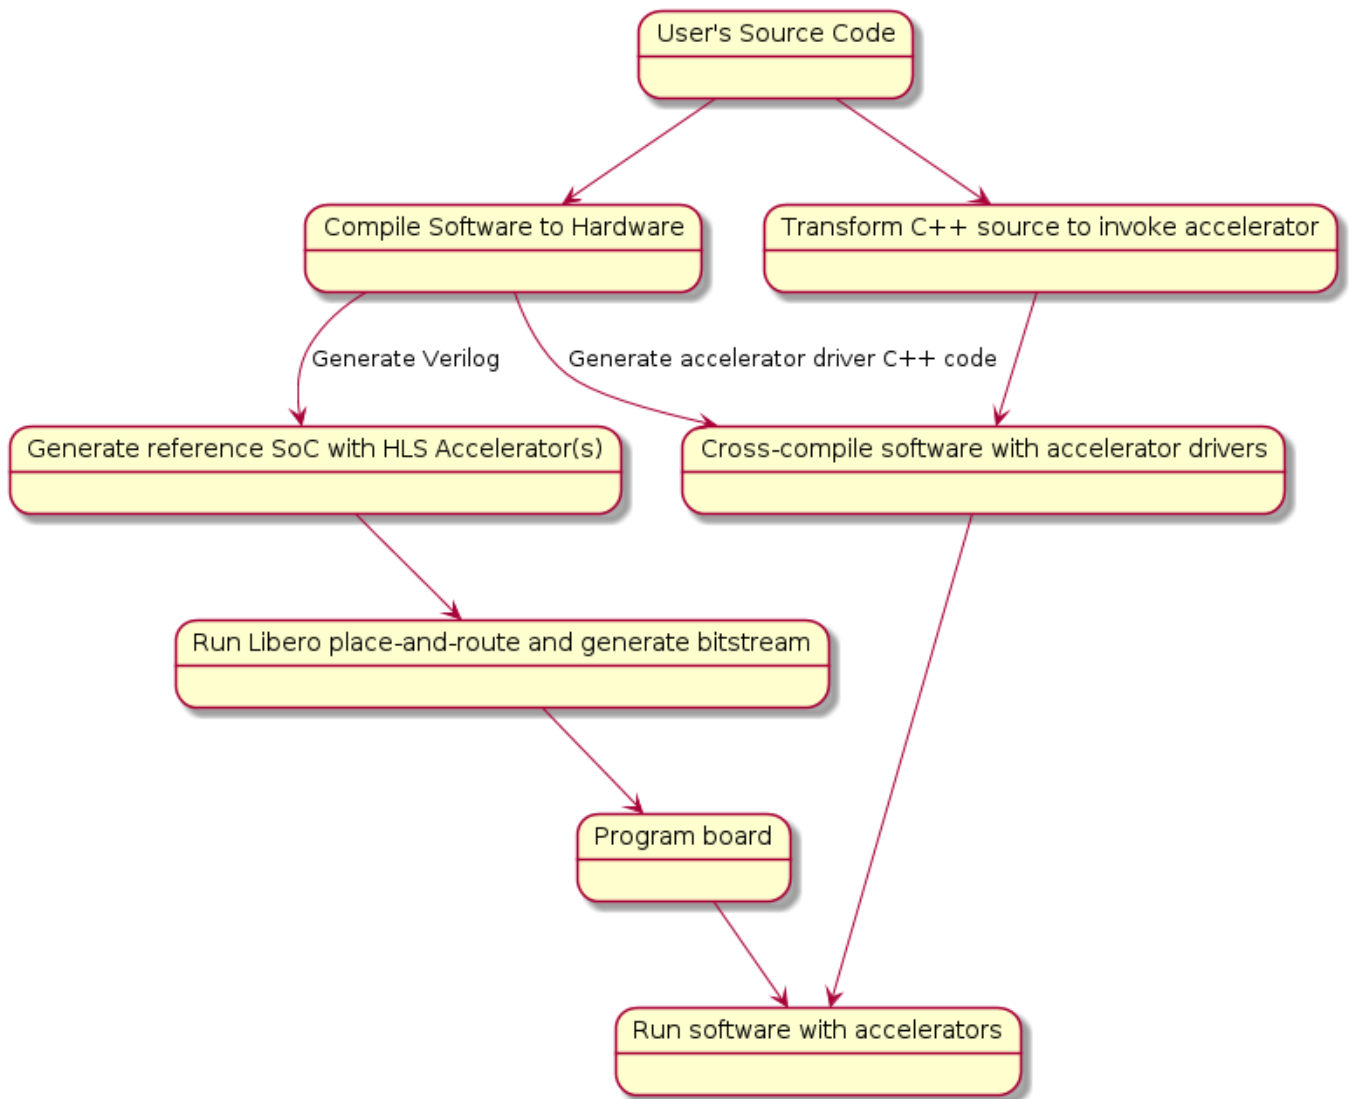 User's Source Code
Compile Software to Hardware
Transform C++ source to invoke accelerator
Generate Verilog
Generate accelerator driver C++ code
Generate reference SoC with HLS Accelerator(s)
Cross-compile software with accelerator drivers
Run Libero place-and-route and generate bitstream
Program board
Run software with accelerators